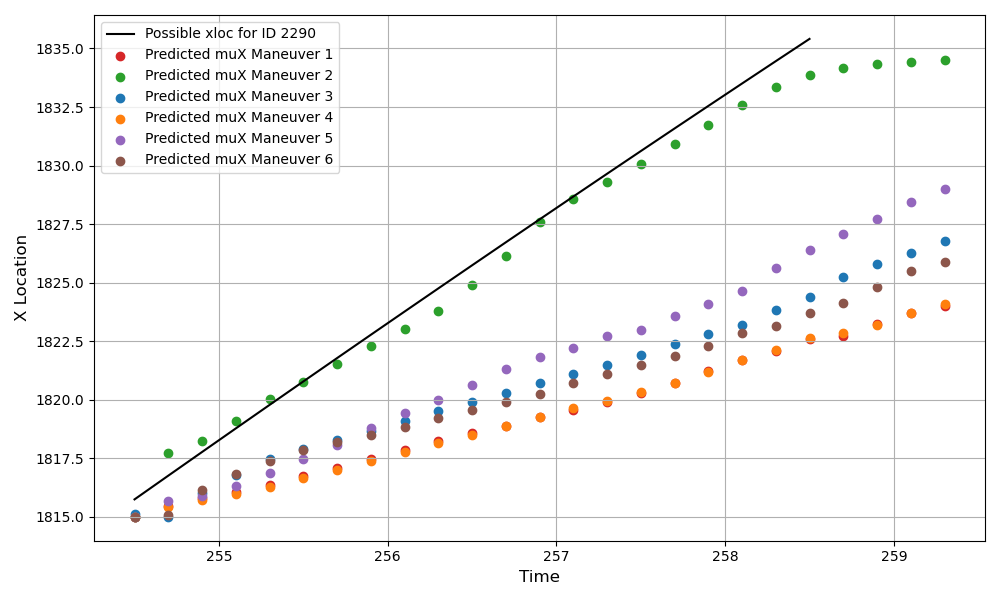 Possible xloc for ID 2290
Predicted muX Maneuver 1
Predicted muX Maneuver 2
Predicted muX Maneuver 3
Predicted muX Maneuver 4
Predicted muX Maneuver 5
Predicted muX Maneuver 6
1835.0
1832.5
1830.0
1827.5
1825.0
1822.5
1820.0
1817.5
1815.0
X Location
255
256
257
258
259
Time